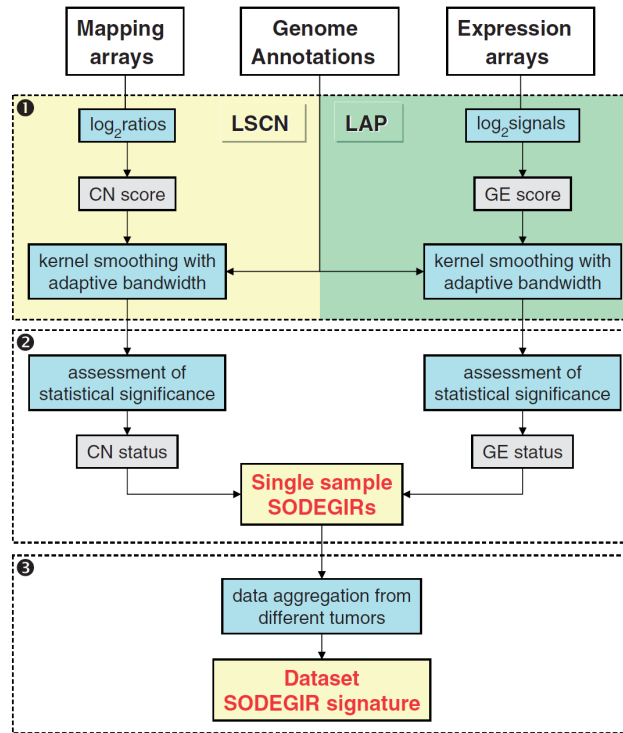 Mapping
arrays
Genome
Annotations
Expression
arrays
❶
log₂ratios
LSCN
LAP
log₂signals
CN score
GE score
kernel smoothing with
adaptive bandwidth
kernel smoothing with
adaptive bandwidth
❷
assessment of
statistical significance
assessment of
statistical significance
CN status
GE status
Single sample
SODEGIRs
❸
data aggregation from
different tumors
Dataset
SODEGIR signature